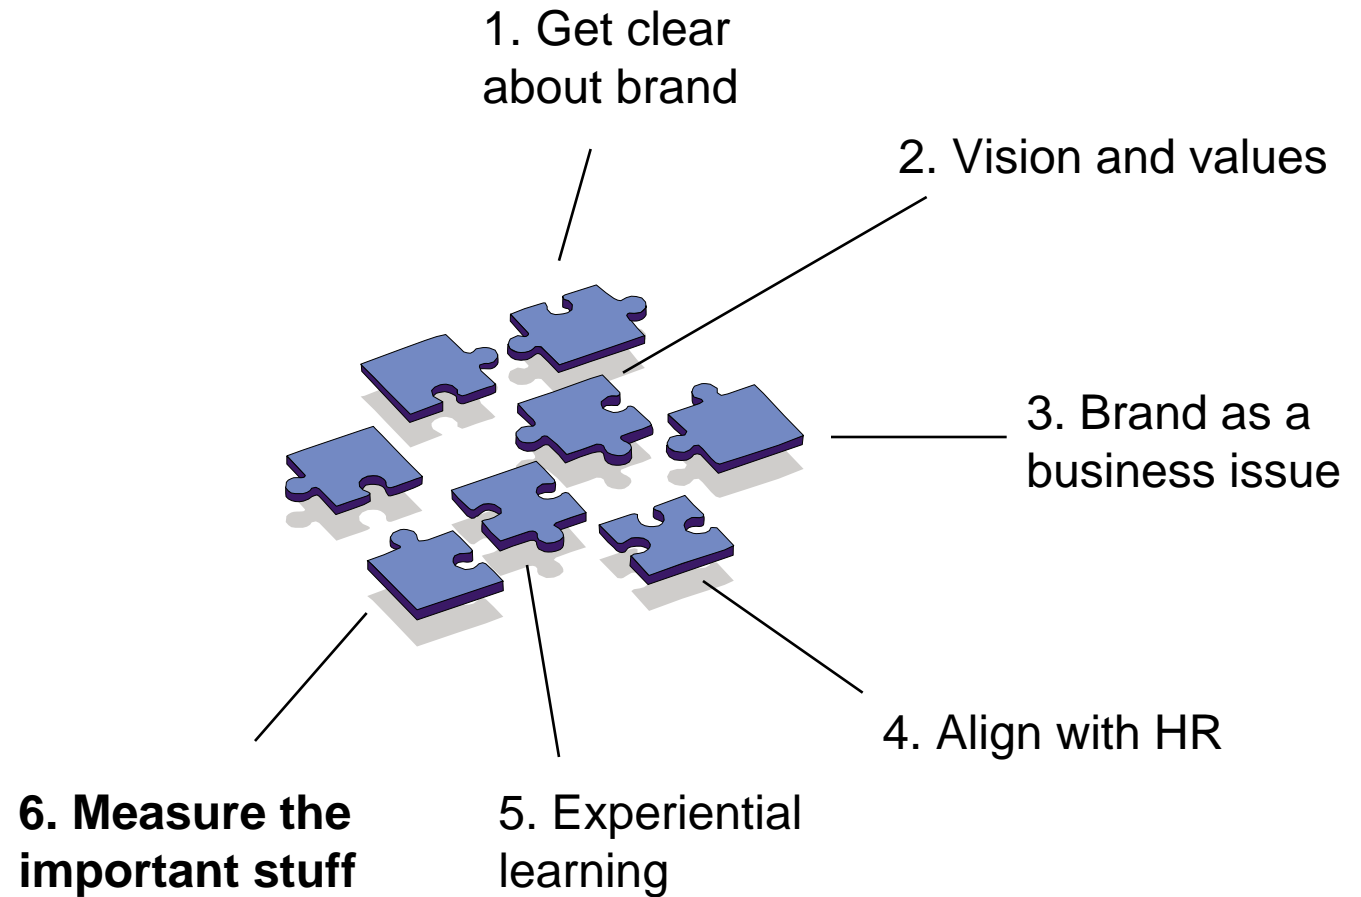 1. Get clear
about brand
2. Vision and values
3. Brand as a
business issue
4. Align with HR
5. Experiential
learning
6. Measure the
important stuff